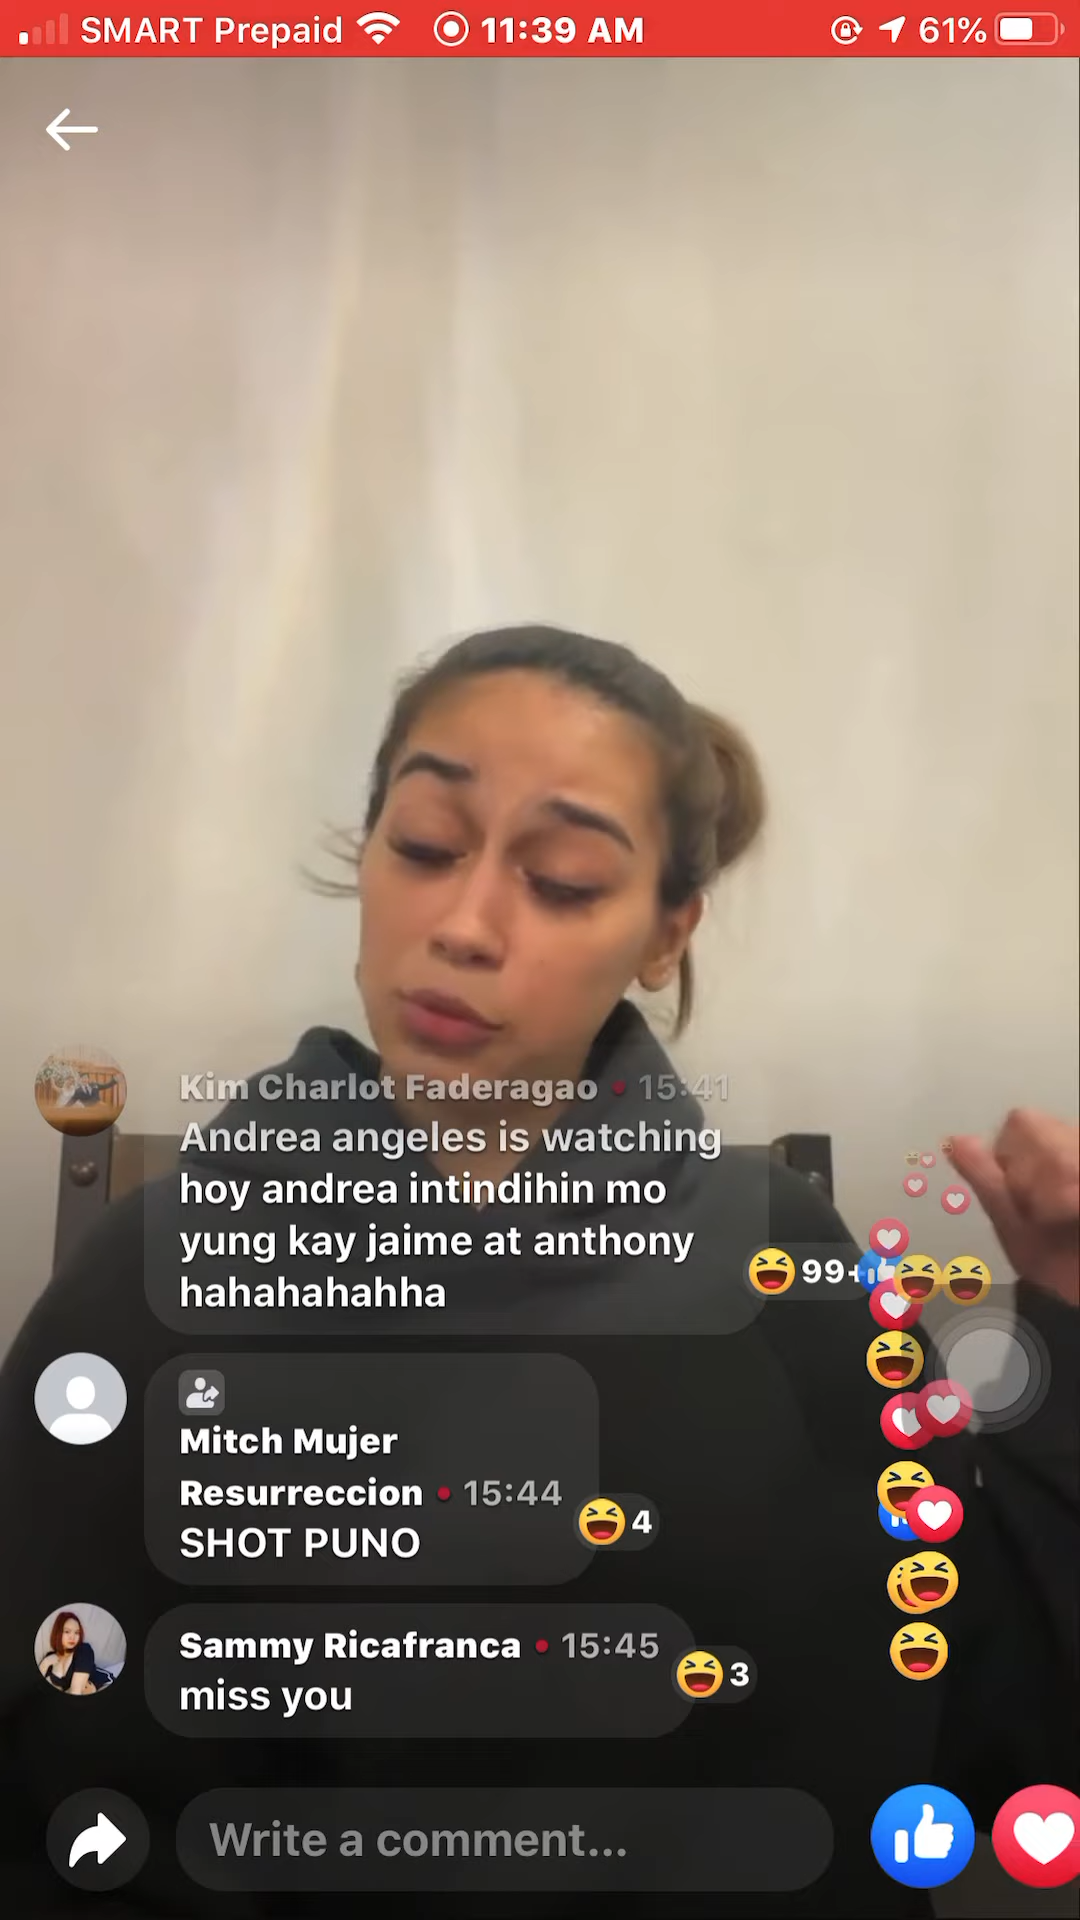 SMART Prepaid 11:39 AM 61%
Kim Charlot Faderagao • 15:41
Andrea angeles is watching
hoy andrea intindihin mo
yung kay jaime at anthony
hahahahahha
99+
Mitch Mujer
Resurreccion • 15:44
SHOT PUNO
4
Sammy Ricafranca • 15:45
miss you
3
Write a comment...